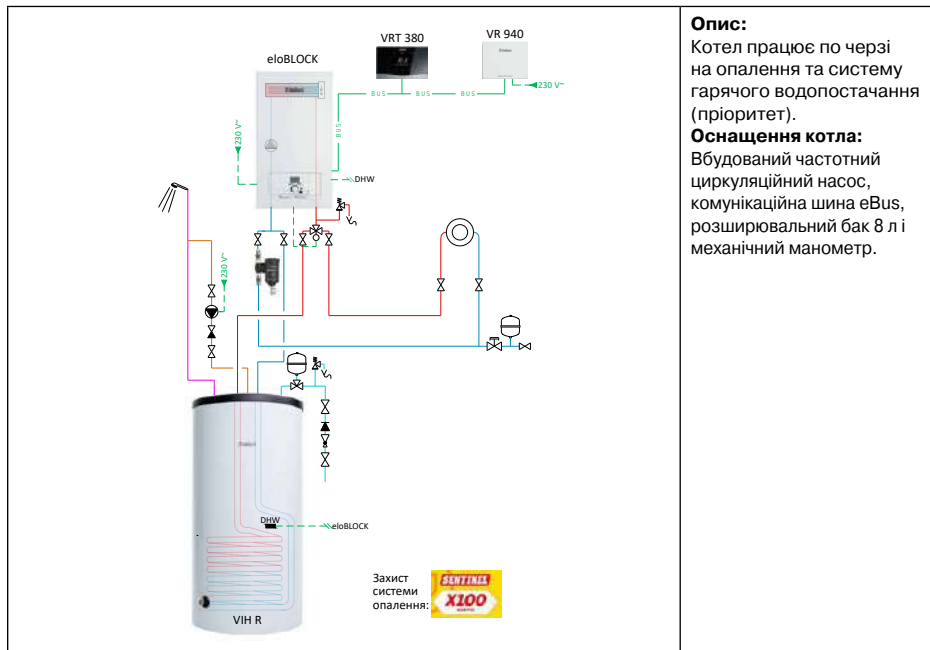 VRT 380
VR 940
eloBLOCK
Vaillant
BUS
BUS
BUS
230 V~
BUS
230 V~
DHW
230 V~
DHW
eloBLOCK
VIH R
Захист
системи
опалення:
SENTINEL
X100
Опис:
Котел працює по черзі
на опалення та систему
гарячого водопостачання
(пріоритет).
Оснащення котла:
Вбудований частотний
циркуляційний насос,
комунікаційна шина eBus,
розширювальний бак 8 л і
механічний манометр.